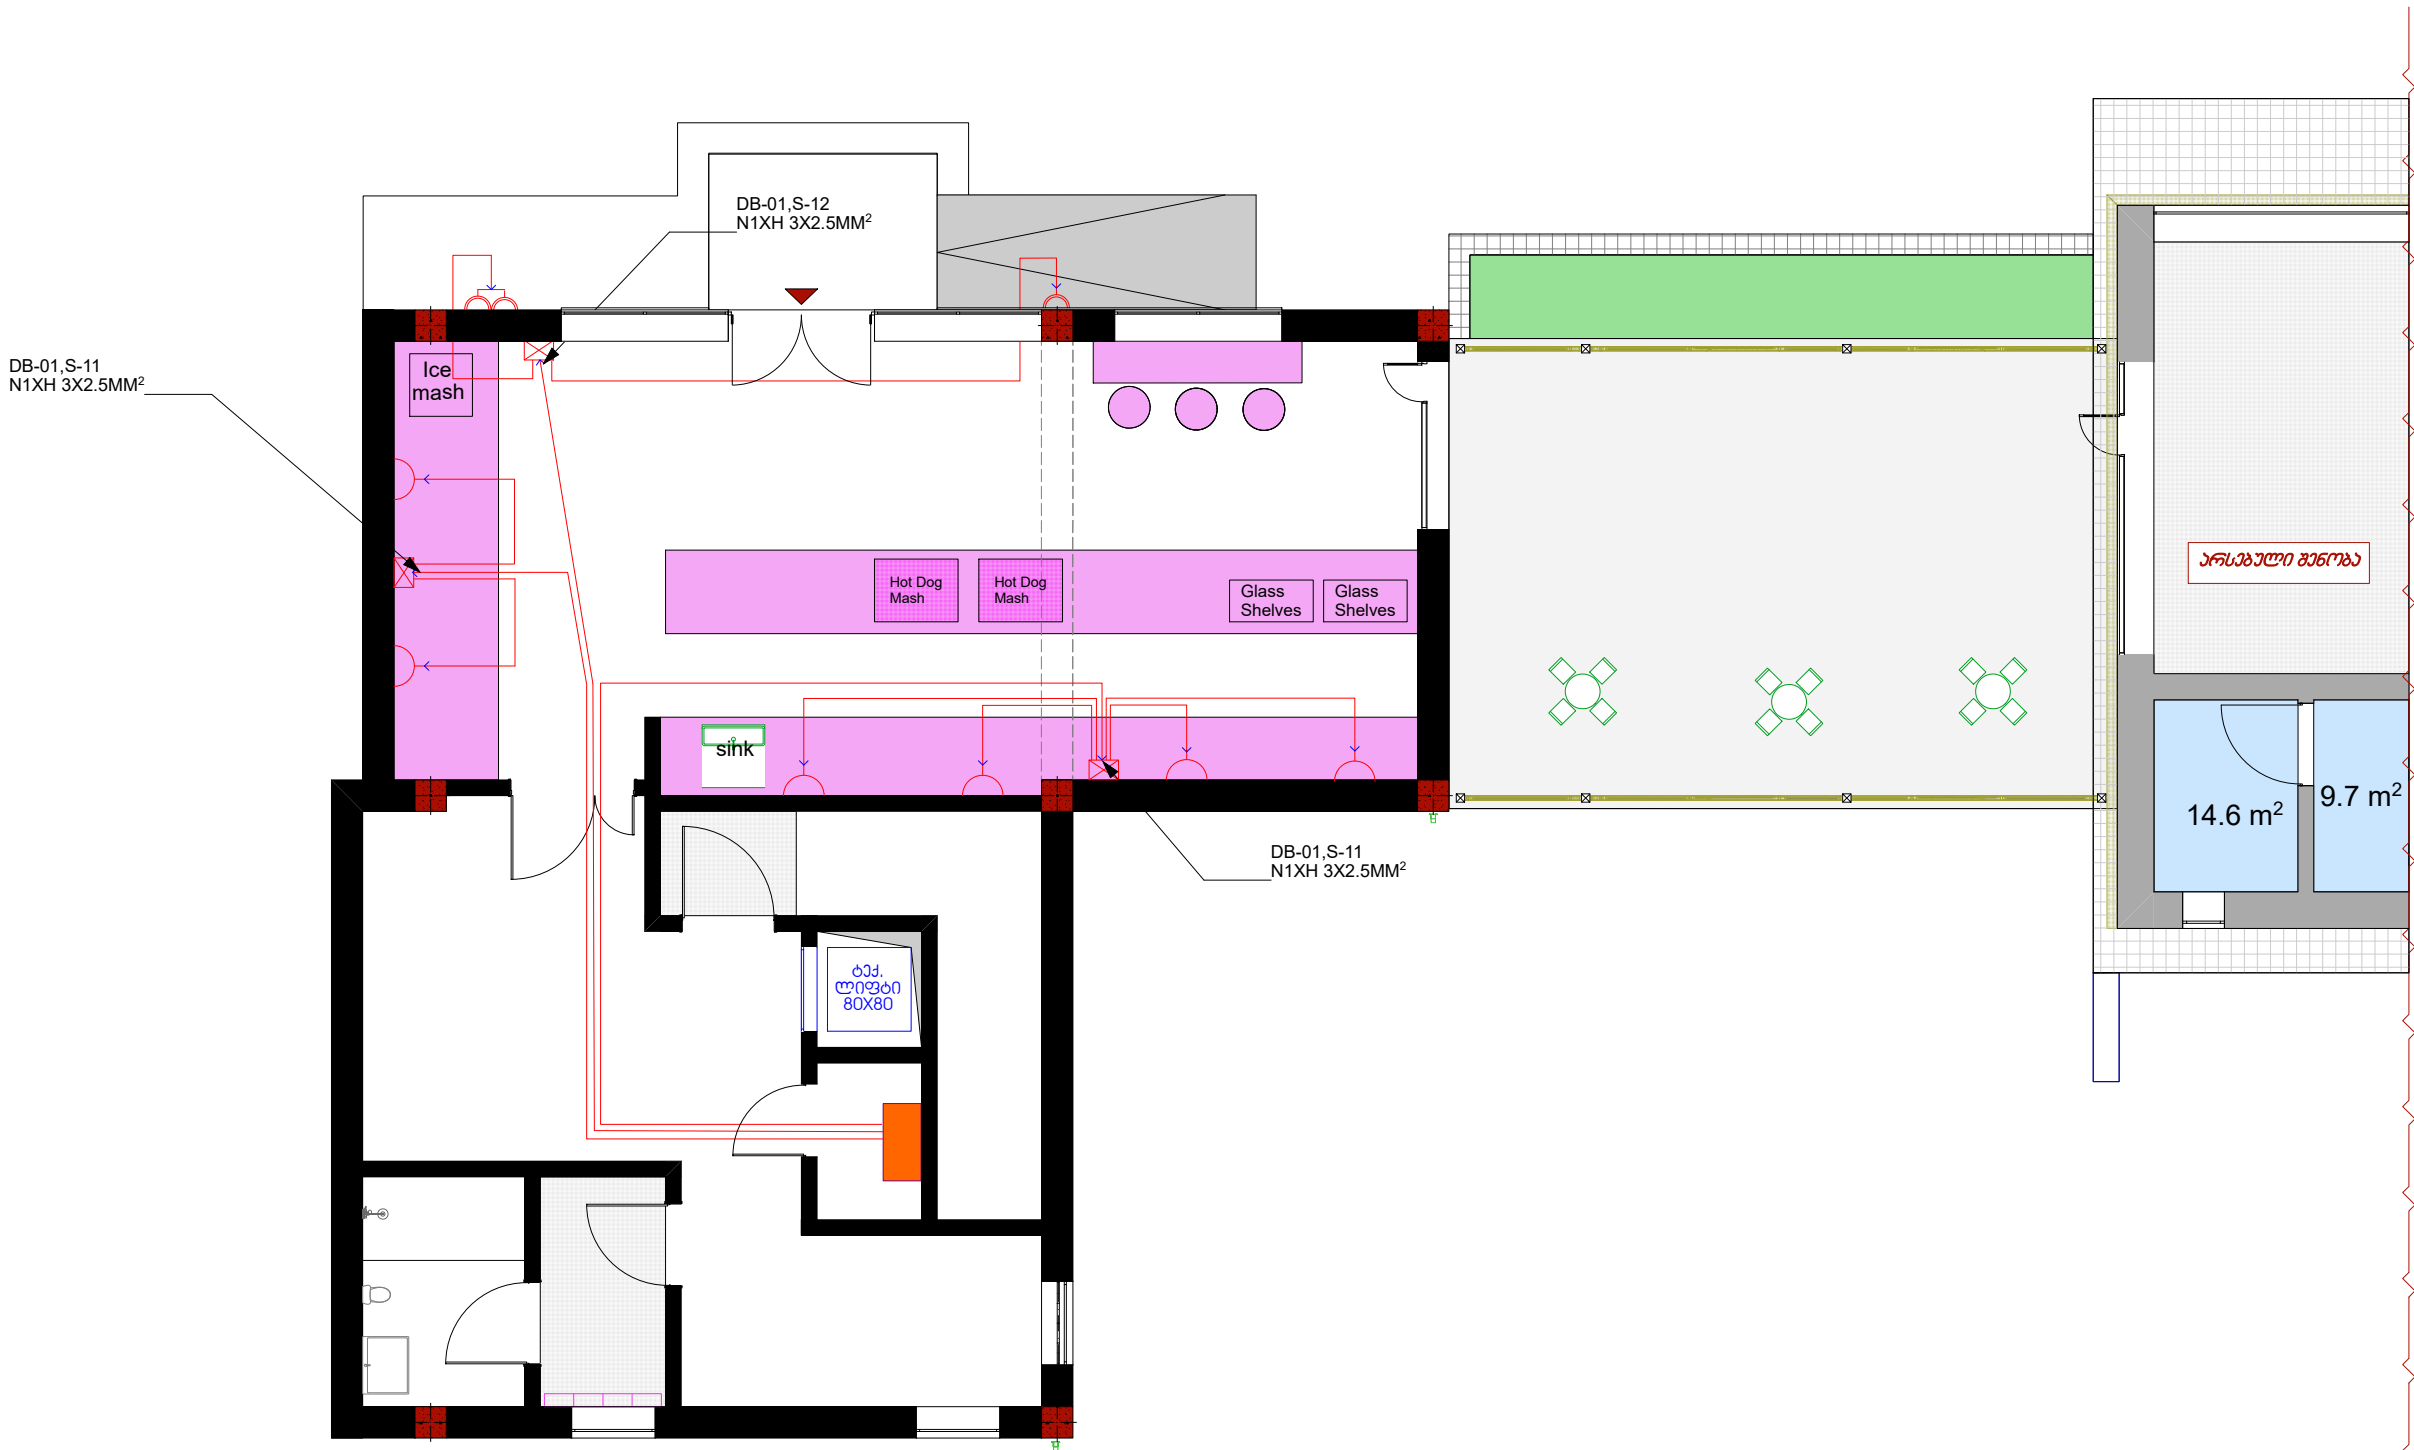 DB-01,S-12
N1XH 3X2.5MM²
DB-01,S-11
N1XH 3X2.5MM²
Ice
mash
Hot Dog
Mash
Hot Dog
Mash
Glass
Shelves
Glass
Shelves
არსებული შენობა
sink
14.6 m²
9.7 m²
DB-01,S-11
N1XH 3X2.5MM²
ტექ.
ლიფტი
80X80